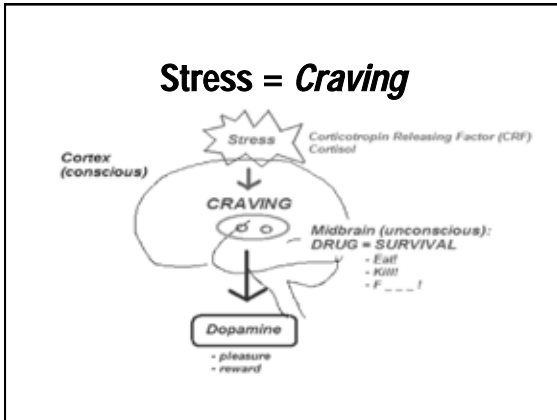 Stress = Craving
Stress
Corticotropin Releasing Factor (CRF)
Cortisol
Cortex
(conscious)
CRAVING
Midbrain (unconscious):
DRUG = SURVIVAL
- Eat!
- Kill!
- F _ _ _ !
Dopamine
- pleasure
- reward